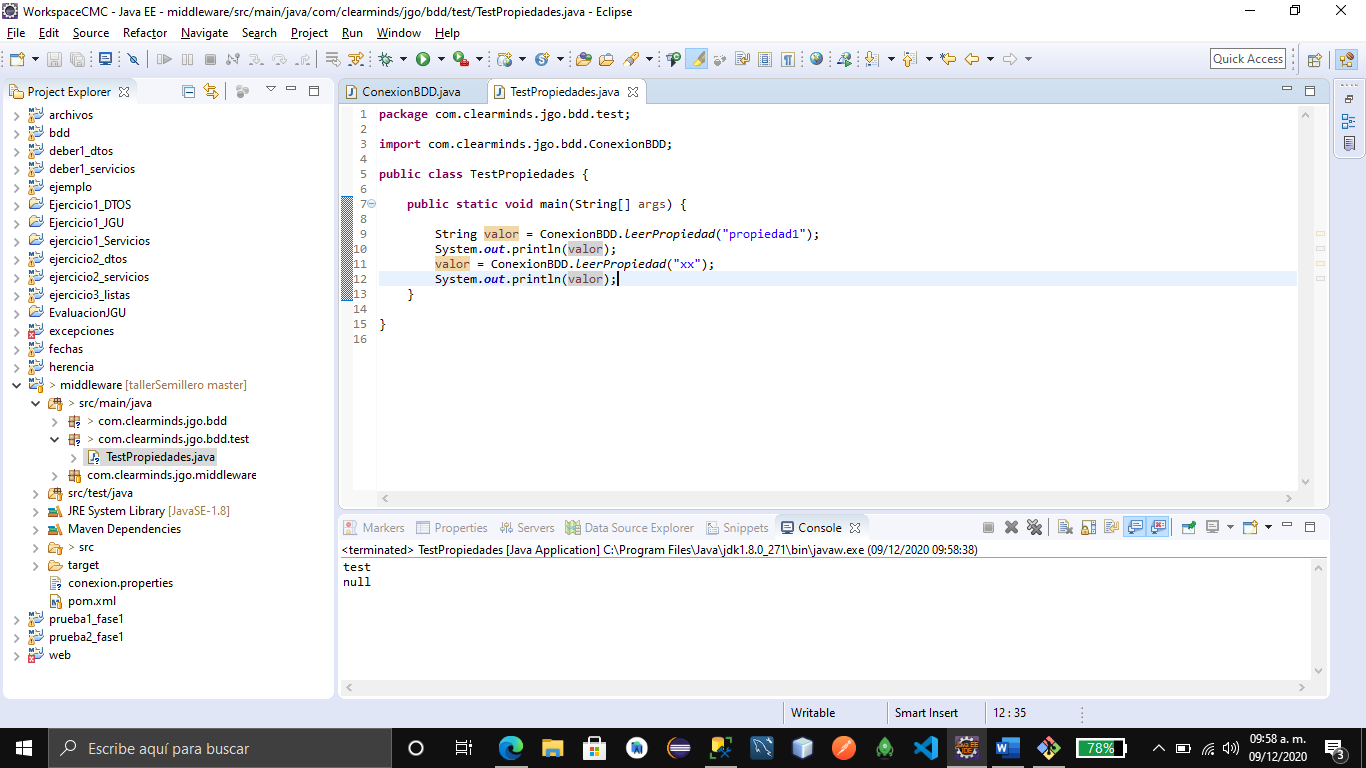 WorkspaceCMC - Java EE - middleware/src/main/java/com/clearminds/jgo/bdd/test/TestPropiedades.java - Eclipse
File Edit Source Refactor Navigate Search Project Run Window Help
Quick Access
Project Explorer
archivos
bdd
deber1_dtos
deber1_servicios
ejemplo
Ejercicio1_DTOS
Ejercicio1_JGU
ejercicio1_Servicios
ejercicio2_dtos
ejercicio2_servicios
ejercicio3_listas
EvaluacionJGU
excepciones
fechas
herencia
> middleware [tallerSemillero master]
> src/main/java
> com.clearminds.jgo.bdd
> com.clearminds.jgo.bdd.test
TestPropiedades.java
com.clearminds.jgo.middleware
src/test/java
JRE System Library [JavaSE-1.8]
Maven Dependencies
> src
target
conexion.properties
pom.xml
prueba1_fase1
prueba2_fase1
web
ConexionBDD.java TestPropiedades.java
1 package com.clearminds.jgo.bdd.test;
2
3 import com.clearminds.jgo.bdd.ConexionBDD;
4
5 public class TestPropiedades {
6
7 public static void main(String[] args) {
8
9 String valor = ConexionBDD.leerPropiedad("propiedad1");
10 System.out.println(valor);
11 valor = ConexionBDD.leerPropiedad("xx");
12 System.out.println(valor);
13 }
14
15 }
16
Markers Properties Servers Data Source Explorer Snippets Console
<terminated> TestPropiedades [Java Application] C:\Program Files\Java\jdk1.8.0_271\bin\javaw.exe (09/12/2020 09:58:38)
test
null
Writable Smart Insert 12 : 35
Escribe aquí para buscar
78%
09:58 a. m.
09/12/2020
3